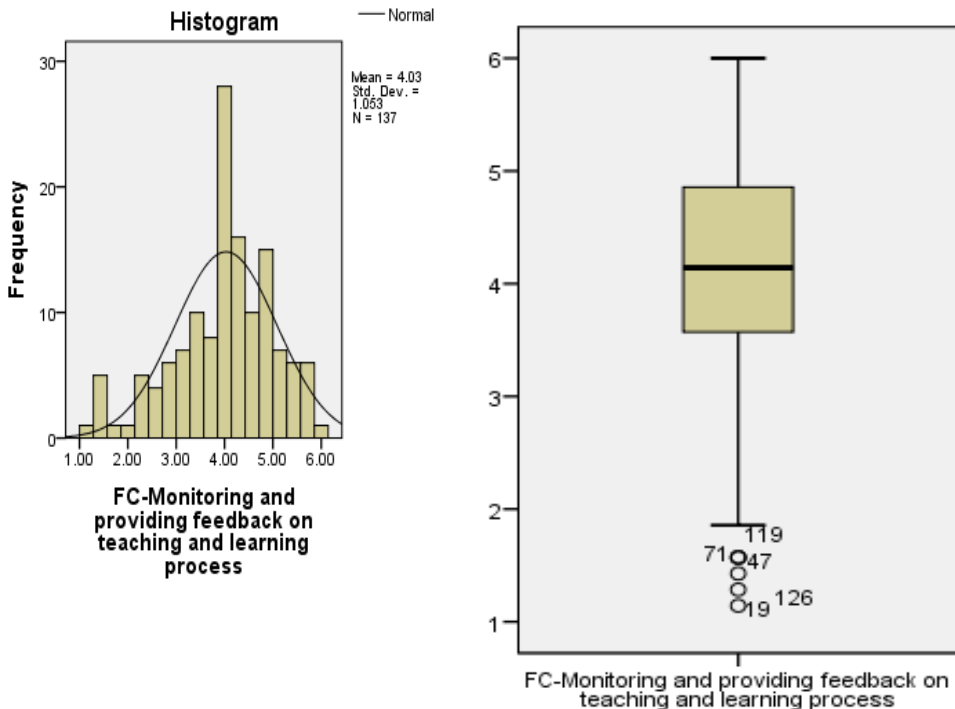 Histogram
Normal
Mean = 4.03
Std. Dev. =
1.053
N = 137
Frequency
30
20
10
0
1.00 2.00 3.00 4.00 5.00 6.00
FC-Monitoring and
providing feedback on
teaching and learning
process
6
5
4
3
2
1
119
71 47
126
19
FC-Monitoring and providing feedback on
teaching and learning process